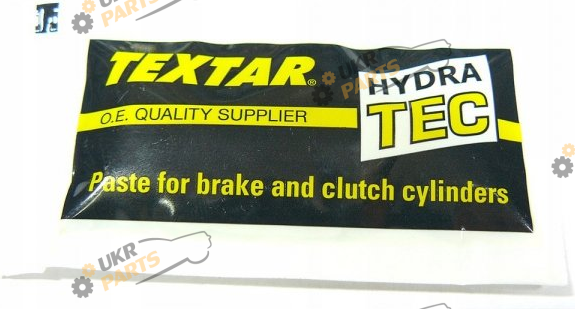 UKR
PARTS
TEXTAR®
UKR
PARTS
HYDRA
TEC
O.E. QUALITY SUPPLIER
Paste for brake and clutch cylinders
UKR
PARTS